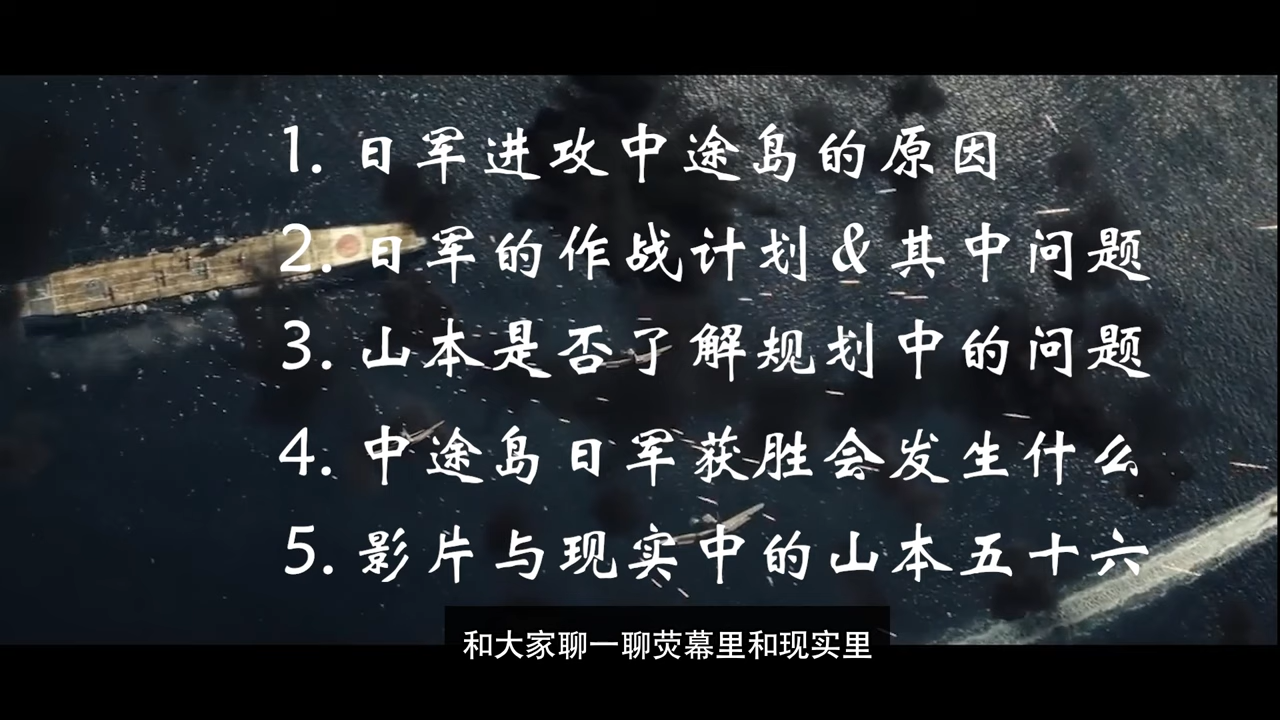 1. 日军进攻中途岛的原因
2. 日军的作战计划&其中问题
3. 山本是否了解规划中的问题
4. 中途岛日军获胜会发生什么
5. 影片与现实中的山本五十六
和大家聊一聊荧幕里和现实里